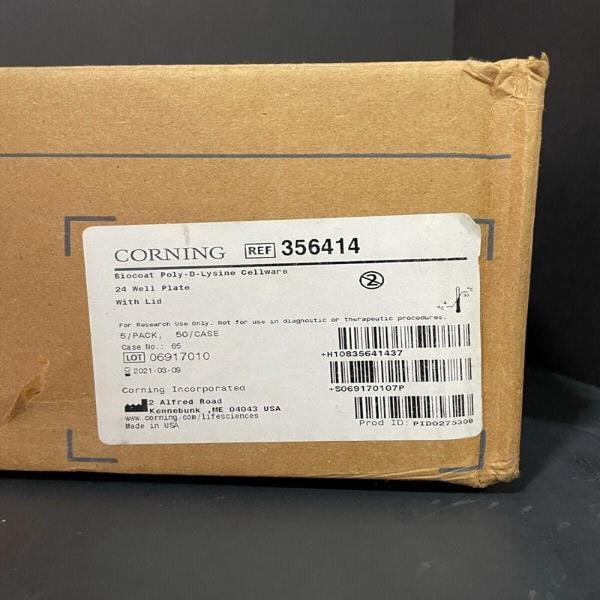 CORNING REF 356414
Biocoat Poly-D-Lysine Cellware
24 Well Plate
With Lid
2
For Research Use Only. Not for use in diagnostic or therapeutic procedures.
5/PACK, 50/CASE
Case No.: 65
LOT 06917010
2021-03-09
+H10835641437
Corning Incorporated
+S069170107P
2 Alfred Road
Kennebunk ,ME 04043 USA
www.corning.com/lifesciences
Made in USA
Prod ID: